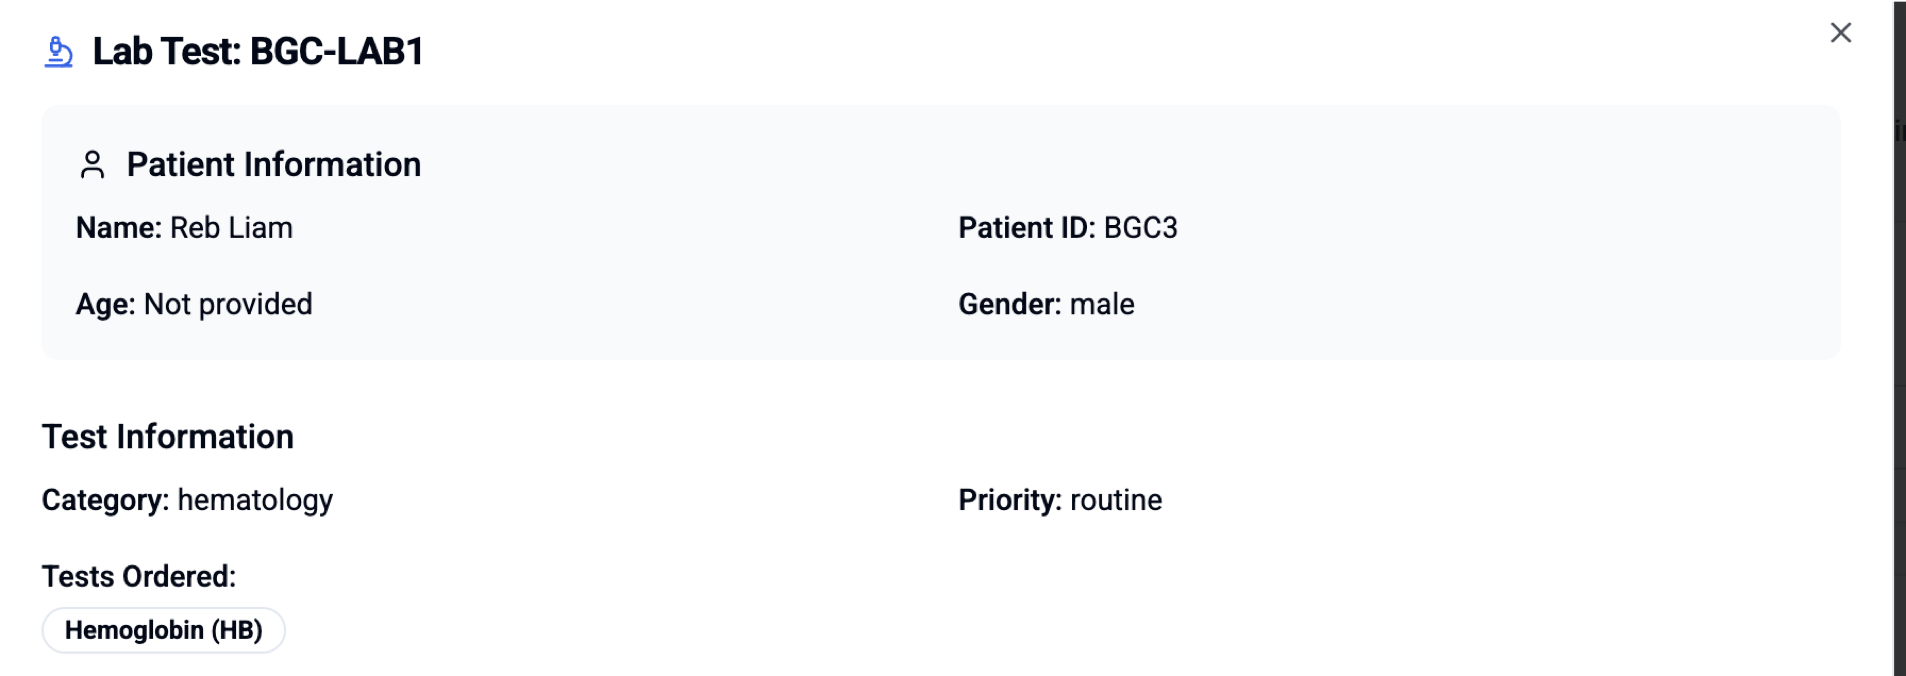 Lab Test: BGC-LAB1
Patient Information
Name: Reb Liam
Patient ID: BGC3
Age: Not provided
Gender: male
Test Information
Category: hematology
Priority: routine
Tests Ordered:
Hemoglobin (HB)